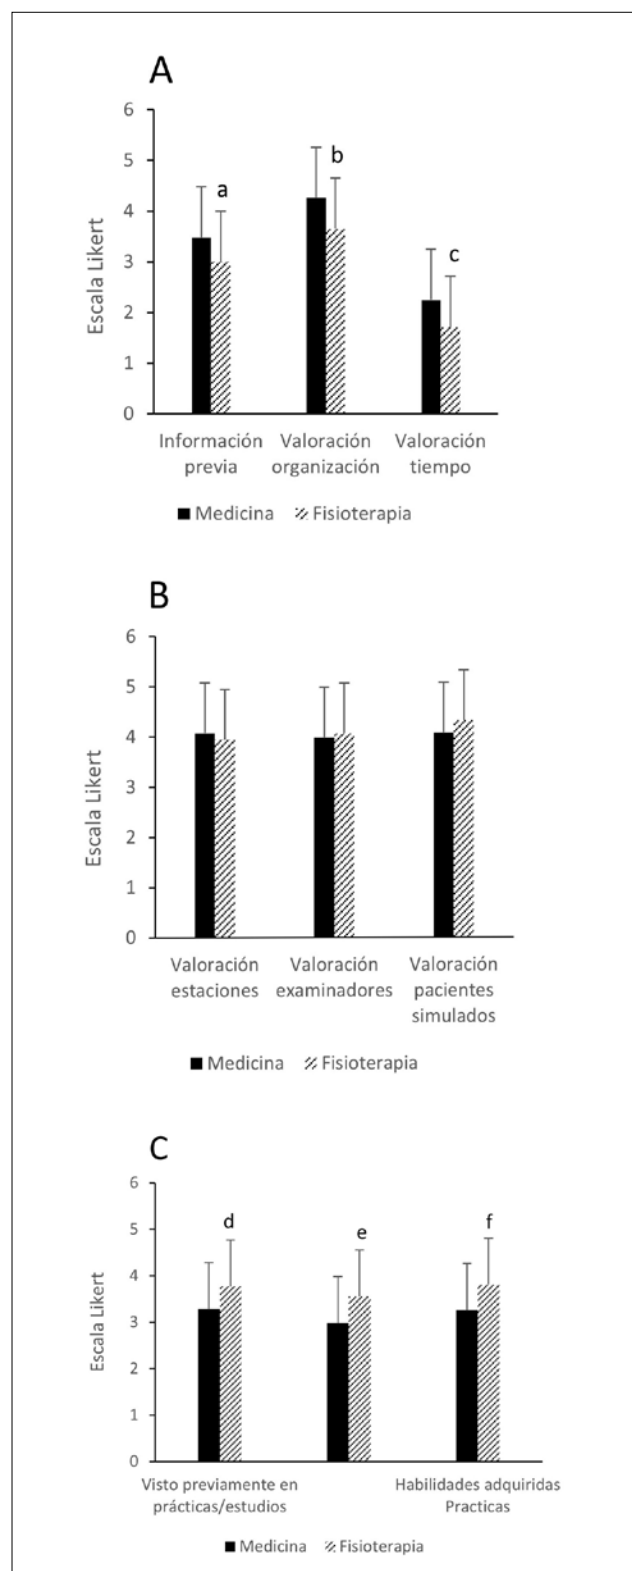 A
6
5
4
3
2
1
0
Escala Likert
a
b
c
Información
previa
Valoración
organización
Valoración
tiempo
Medicina
Fisioterapia
B
6
5
4
3
2
1
0
Escala Likert
Valoración
estaciones
Valoración
examinadores
Valoración
pacientes
simulados
Medicina
Fisioterapia
C
6
5
4
3
2
1
0
Escala Likert
d
e
f
Visto previamente en
prácticas/estudios
Habilidades adquiridas
Practicas
Medicina
Fisioterapia